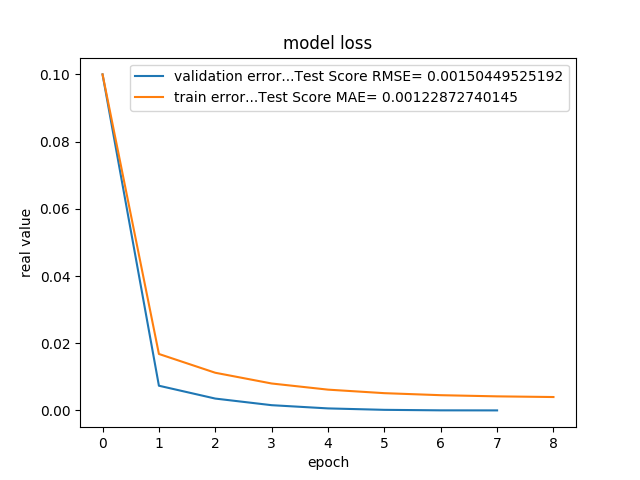 model loss
validation error...Test Score RMSE= 0.00150449525192
train error...Test Score MAE= 0.00122872740145
0.10
0.08
0.06
0.04
0.02
0.00
real value
0 1 2 3 4 5 6 7 8
epoch